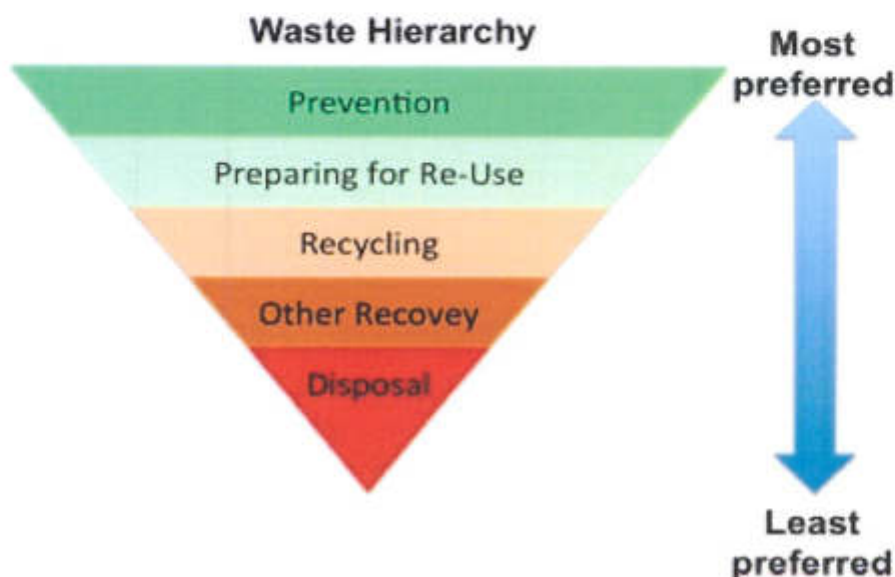 Waste Hierarchy
Most
preferred
Prevention
Preparing for Re-Use
Recycling
Other Recovey
Disposal
Least
preferred